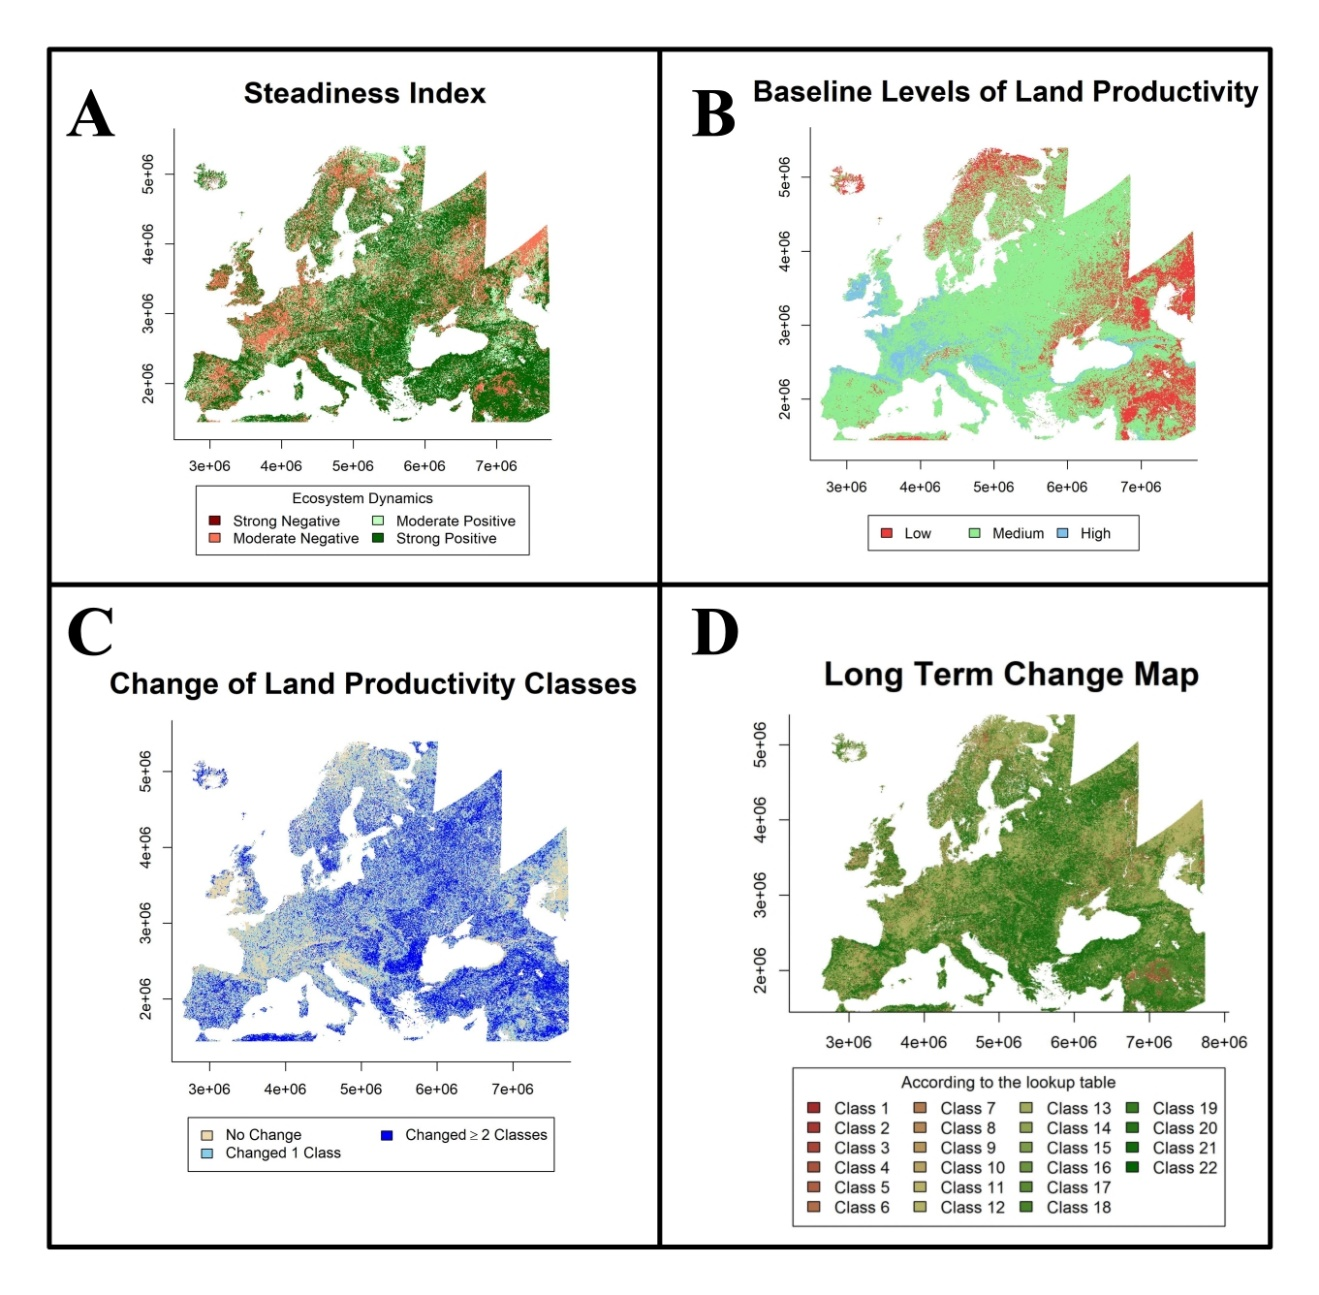 A
Steadiness Index
5e+06
4e+06
3e+06
2e+06
3e+06 4e+06 5e+06 6e+06 7e+06
Ecosystem Dynamics
Strong Negative Moderate Positive
Moderate Negative Strong Positive
B
Baseline Levels of Land Productivity
5e+06
4e+06
3e+06
2e+06
3e+06 4e+06 5e+06 6e+06 7e+06
Low Medium High
C
Change of Land Productivity Classes
5e+06
4e+06
3e+06
2e+06
3e+06 4e+06 5e+06 6e+06 7e+06
No Change Changed ≥ 2 Classes
Changed 1 Class
D
Long Term Change Map
5e+06
4e+06
3e+06
2e+06
3e+06 4e+06 5e+06 6e+06 7e+06 8e+06
According to the lookup table
Class 1 Class 7 Class 13 Class 19
Class 2 Class 8 Class 14 Class 20
Class 3 Class 9 Class 15 Class 21
Class 4 Class 10 Class 16 Class 22
Class 5 Class 11 Class 17
Class 6 Class 12 Class 18